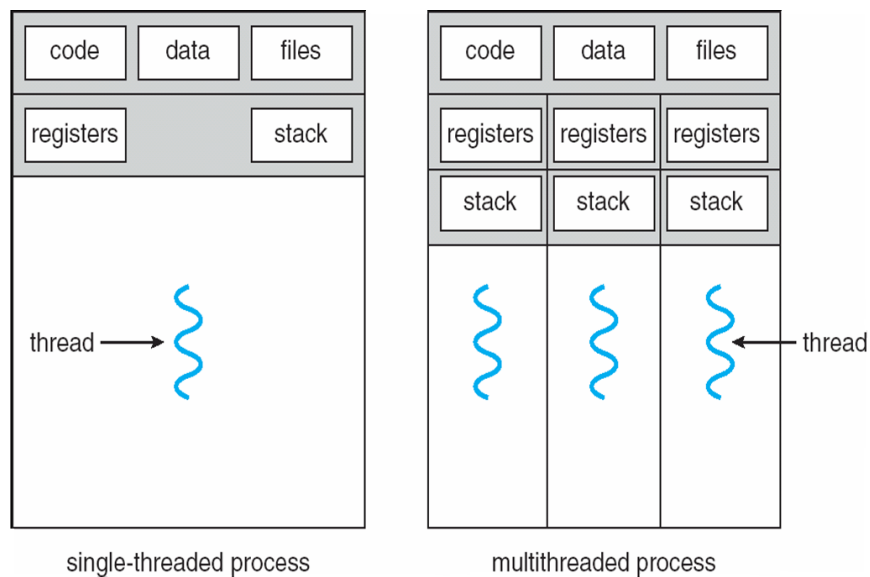 code data files
registers stack
thread
single-threaded process
code data files
registers registers registers
stack stack stack
thread
multithreaded process